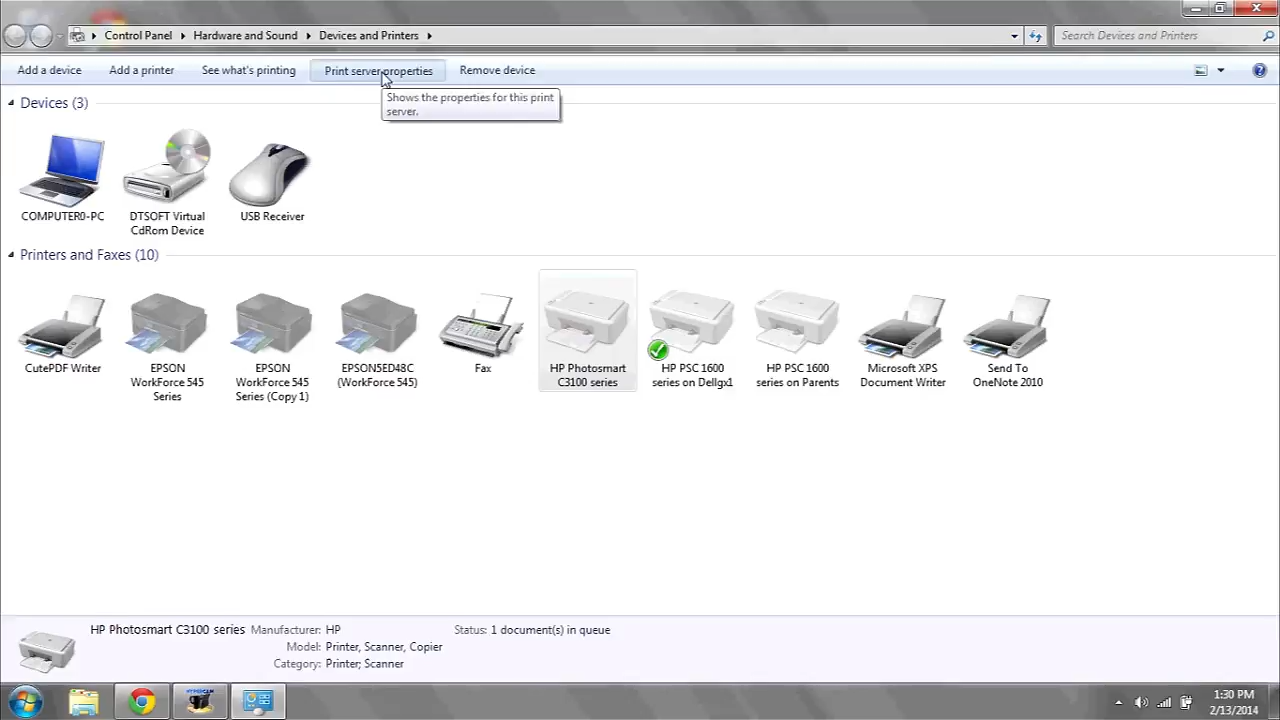 Control Panel Hardware and Sound Devices and Printers
Search Devices and Printers
Add a device Add a printer See what's printing Print server properties Remove device
Shows the properties for this print
server.
Devices (3)
COMPUTER0-PC
DTSOFT Virtual
CdRom Device
USB Receiver
Printers and Faxes (10)
CutePDF Writer
EPSON
WorkForce 545
Series
EPSON
WorkForce 545
Series (Copy 1)
EPSON5ED48C
(WorkForce 545)
Fax
HP Photosmart
C3100 series
HP PSC 1600
series on Dellgx1
HP PSC 1600
series on Parents
Microsoft XPS
Document Writer
Send To
OneNote 2010
HP Photosmart C3100 series Manufacturer: HP Status: 1 document(s) in queue
Model: Printer, Scanner, Copier
Category: Printer; Scanner
HYPERCAM
1:30 PM
2/13/2014